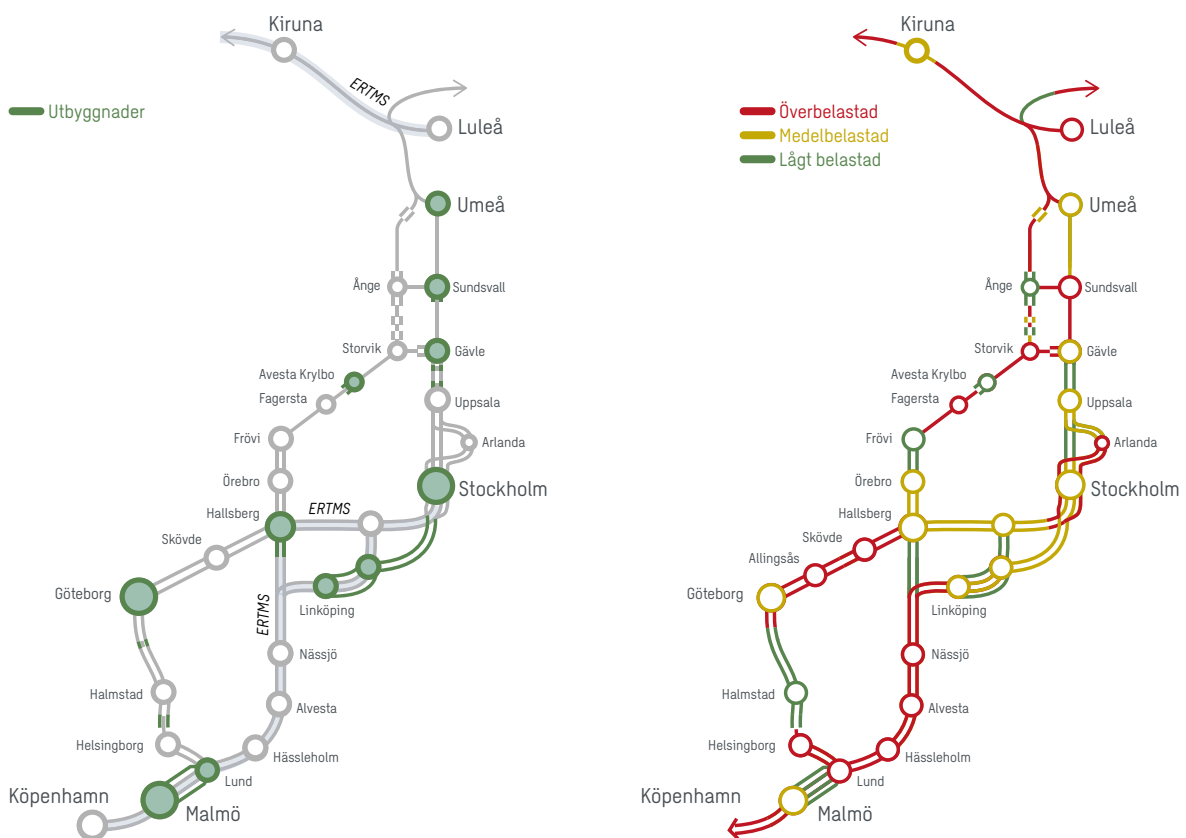 Kiruna
ERTMS
Utbyggnader
Luleå
Umeå
Ånge
Sundsvall
Storvik
Gävle
Avesta Krylbo
Fagersta
Uppsala
Frövi
Arlanda
Örebro
Stockholm
ERTMS
Hallsberg
Skövde
Göteborg
Linköping
ERTMS
Nässjö
Halmstad
Alvesta
Helsingborg
Hässleholm
Lund
Köpenhamn
Malmö
Kiruna
Överbelastad
Medelbelastad
Lågt belastad
Luleå
Umeå
Ånge
Sundsvall
Storvik
Gävle
Avesta Krylbo
Fagersta
Uppsala
Frövi
Arlanda
Örebro
Stockholm
Hallsberg
Skövde
Allingsås
Göteborg
Linköping
Nässjö
Halmstad
Alvesta
Helsingborg
Hässleholm
Lund
Köpenhamn
Malmö